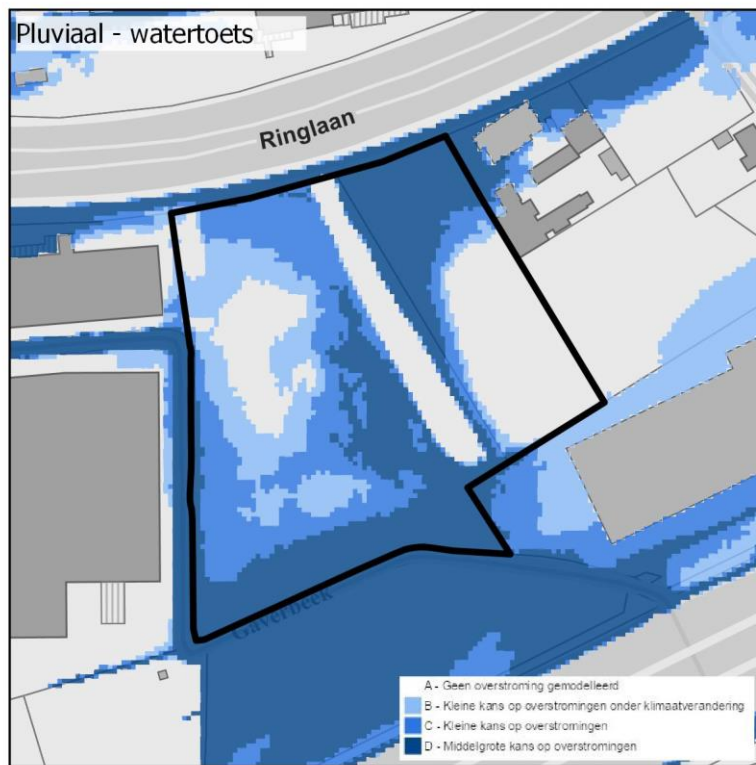 Pluviaal - watertoets
Ringlaan
Gaverbeek
A - Geen overstroming gemodelleerd
B - Kleine kans op overstromingen onder klimaatverandering
C - Kleine kans op overstromingen
D - Middelgrote kans op overstromingen